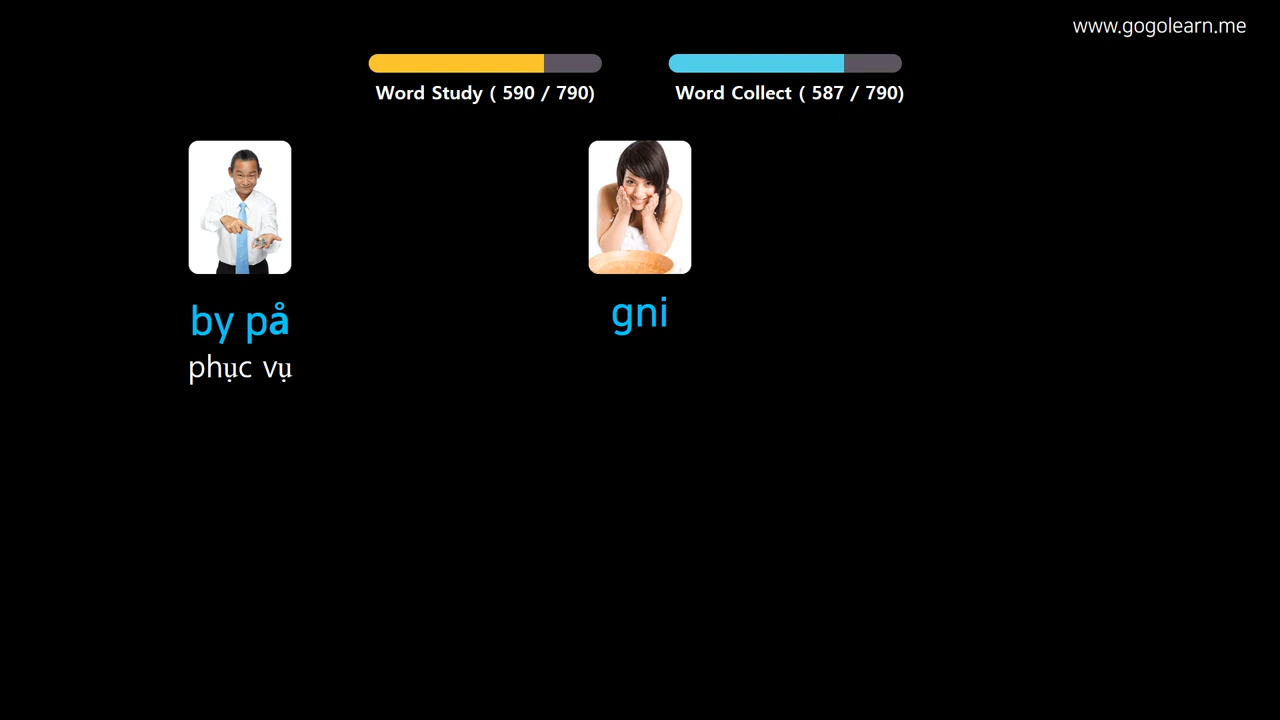 www.gogolearn.me
Word Study ( 590 / 790)
Word Collect ( 587 / 790)
by på
gni
phục vụ